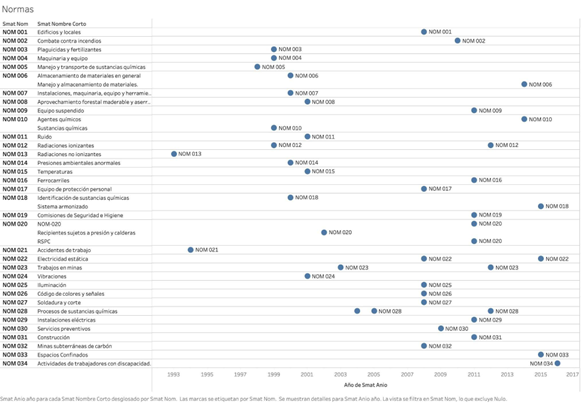 Normas
Smat Nom Smat Nombre Corto
NOM 001 Edificios y locales NOM 001
NOM 002 Combate contra incendios NOM 002
NOM 003 Plaguicidas y fertilizantes NOM 003
NOM 004 Maquinaria y equipo NOM 004
NOM 005 Manejo y transporte de sustancias químicas NOM 005
NOM 006 Almacenamiento de materiales en general NOM 006
Manejo y almacenamiento de materiales. NOM 006
NOM 007 Instalaciones, maquinaria, equipo y herramie.. NOM 007
NOM 008 Aprovechamiento forestal maderable y aserr.. NOM 008
NOM 009 Equipo suspendido NOM 009
NOM 010 Agentes químicos NOM 010
Sustancias químicas NOM 010
NOM 011 Ruido NOM 011
NOM 012 Radiaciones ionizantes NOM 012 NOM 012
NOM 013 Radiaciones no ionizantes NOM 013
NOM 014 Presiones ambientales anormales NOM 014
NOM 015 Temperaturas NOM 015
NOM 016 Ferrocarriles NOM 016
NOM 017 Equipo de protección personal NOM 017
NOM 018 Identificación de sustancias químicas NOM 018
Sistema armonizado NOM 018
NOM 019 Comisiones de Seguridad e Higiene NOM 019
NOM 020 NOM-020 NOM 020
Recipientes sujetos a presión y calderas NOM 020
RSPC NOM 020
NOM 021 Accidentes de trabajo NOM 021
NOM 022 Electricidad estática NOM 022 NOM 022
NOM 023 Trabajos en minas NOM 023 NOM 023
NOM 024 Vibraciones NOM 024
NOM 025 Iluminación NOM 025
NOM 026 Código de colores y señales NOM 026
NOM 027 Soldadura y corte NOM 027
NOM 028 Procesos de sustancias químicas NOM 028 NOM 028
NOM 029 Instalaciones eléctricas NOM 029
NOM 030 Servicios preventivos NOM 030
NOM 031 Construcción NOM 031
NOM 032 Minas subterraneas de carbón NOM 032
NOM 033 Espacios Confinados NOM 033
NOM 034 Actividades de trabajadores con discapacidad. NOM 034
1993 1995 1997 1999 2001 2003 2005 2007 2009 2011 2013 2015 2017
Año de Smat Anio
Smat Anio año para cada Smat Nombre Corto desglosado por Smat Nom. Las marcas se etiquetan por Smat Nom. Se muestran detalles para Smat Anio año. La vista se filtra en Smat Nom, lo que excluye Nulo.